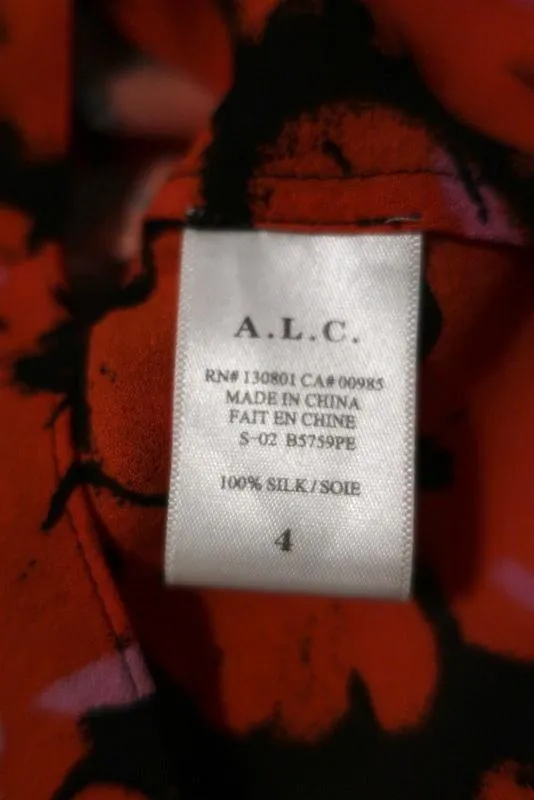 A.L.C.
RN# 130801 CA# 00985
MADE IN CHINA
FAIT EN CHINE
S-02 B5759PE
100% SILK/SOIE
4